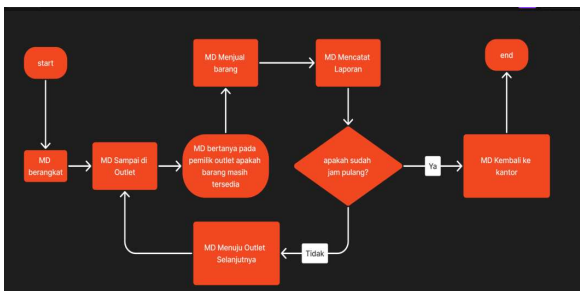 start
MD
berangkat
MD Sampai di
Outlet
MD bertanya pada
pemilik outlet apakah
barang masih
tersedia
MD Menjual
barang
MD Mencatat
Laporan
apakah sudah
jam pulang?
Ya
MD Kembali ke
kantor
end
Tidak
MD Menuju Outlet
Selanjutnya